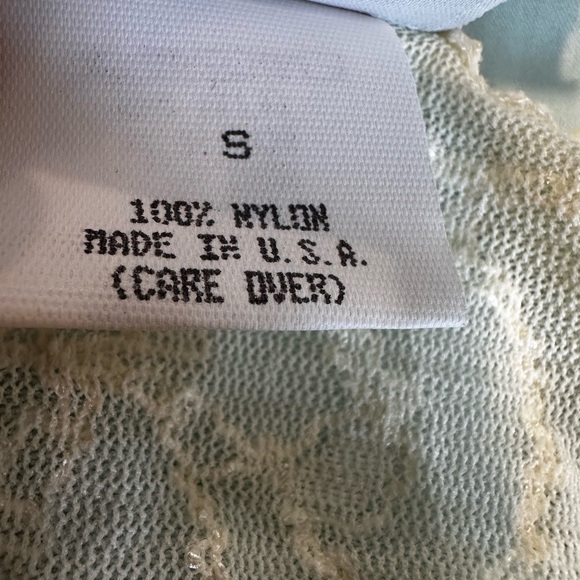 S
100% NYLON
MADE IN U.S.A.
(CARE OVER)